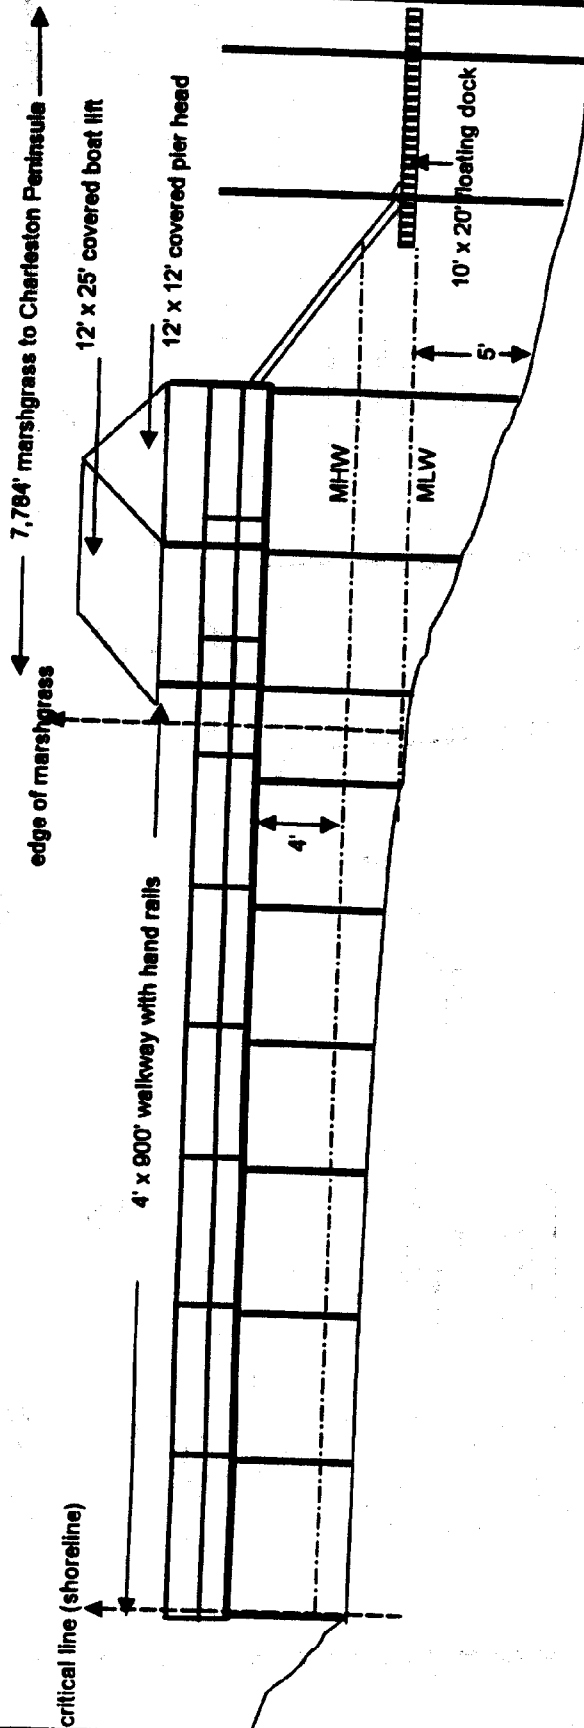 7,784' marshgrass to Charleston Peninsula
12' x 25' covered boat lift
12' x 12' covered pier head
edge of marshgrass
4' x 900' walkway with hand rails
critical line (shoreline)
MHW
MLW
4'
5'
10' x 20' floating dock